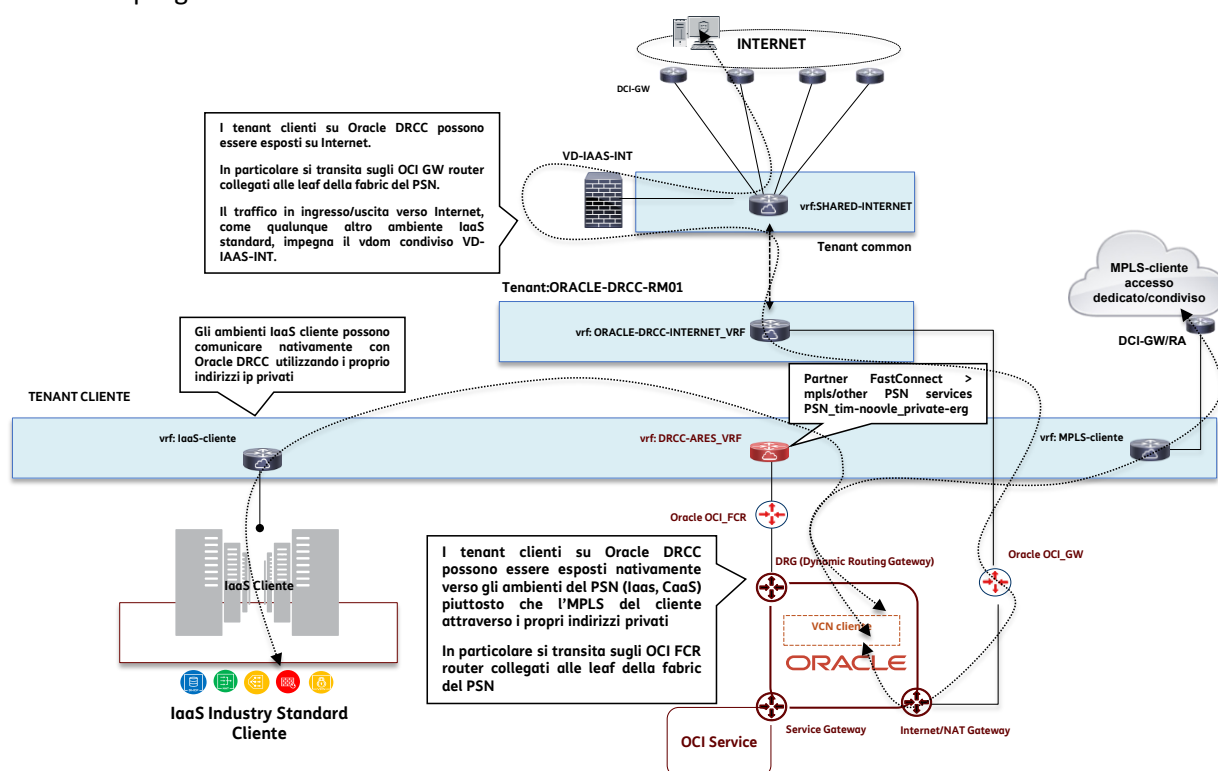 INTERNET
DCI-GW
I tenant clienti su Oracle DRCC possono
essere esposti su Internet.
In particolare si transita sugli OCI GW router
collegati alle leaf della fabric del PSN.
Il traffico in ingresso/uscita verso Internet,
come qualunque altro ambiente IaaS
standard, impegna il vdom condiviso VD-
IAAS-INT.
VD-IAAS-INT
vrf:SHARED-INTERNET
Tenant common
MPLS-cliente
accesso
dedicato/condiviso
DCI-GW/RA
Tenant:ORACLE-DRCC-RM01
vrf: ORACLE-DRCC-INTERNET_VRF
Gli ambienti IaaS cliente possono
comunicare nativamente con
Oracle DRCC utilizzando i proprio
indirizzi ip privati
Partner FastConnect >
mpls/other PSN services
PSN_tim-noovle_private-erg
TENANT CLIENTE
vrf: IaaS-cliente
vrf: DRCC-ARES_VRF
vrf: MPLS-cliente
Oracle OCI_FCR
I tenant clienti su Oracle DRCC
possono essere esposti nativamente
verso gli ambienti del PSN (Iaas, CaaS)
piuttosto che l’MPLS del cliente
attraverso i propri indirizzi privati
In particolare si transita sugli OCI FCR
router collegati alle leaf della fabric
del PSN
DRG (Dynamic Routing Gateway)
Oracle OCI_GW
IaaS Cliente
VCN cliente
ORACLE
IaaS Industry Standard
Cliente
Service Gateway
Internet/NAT Gateway
OCI Service